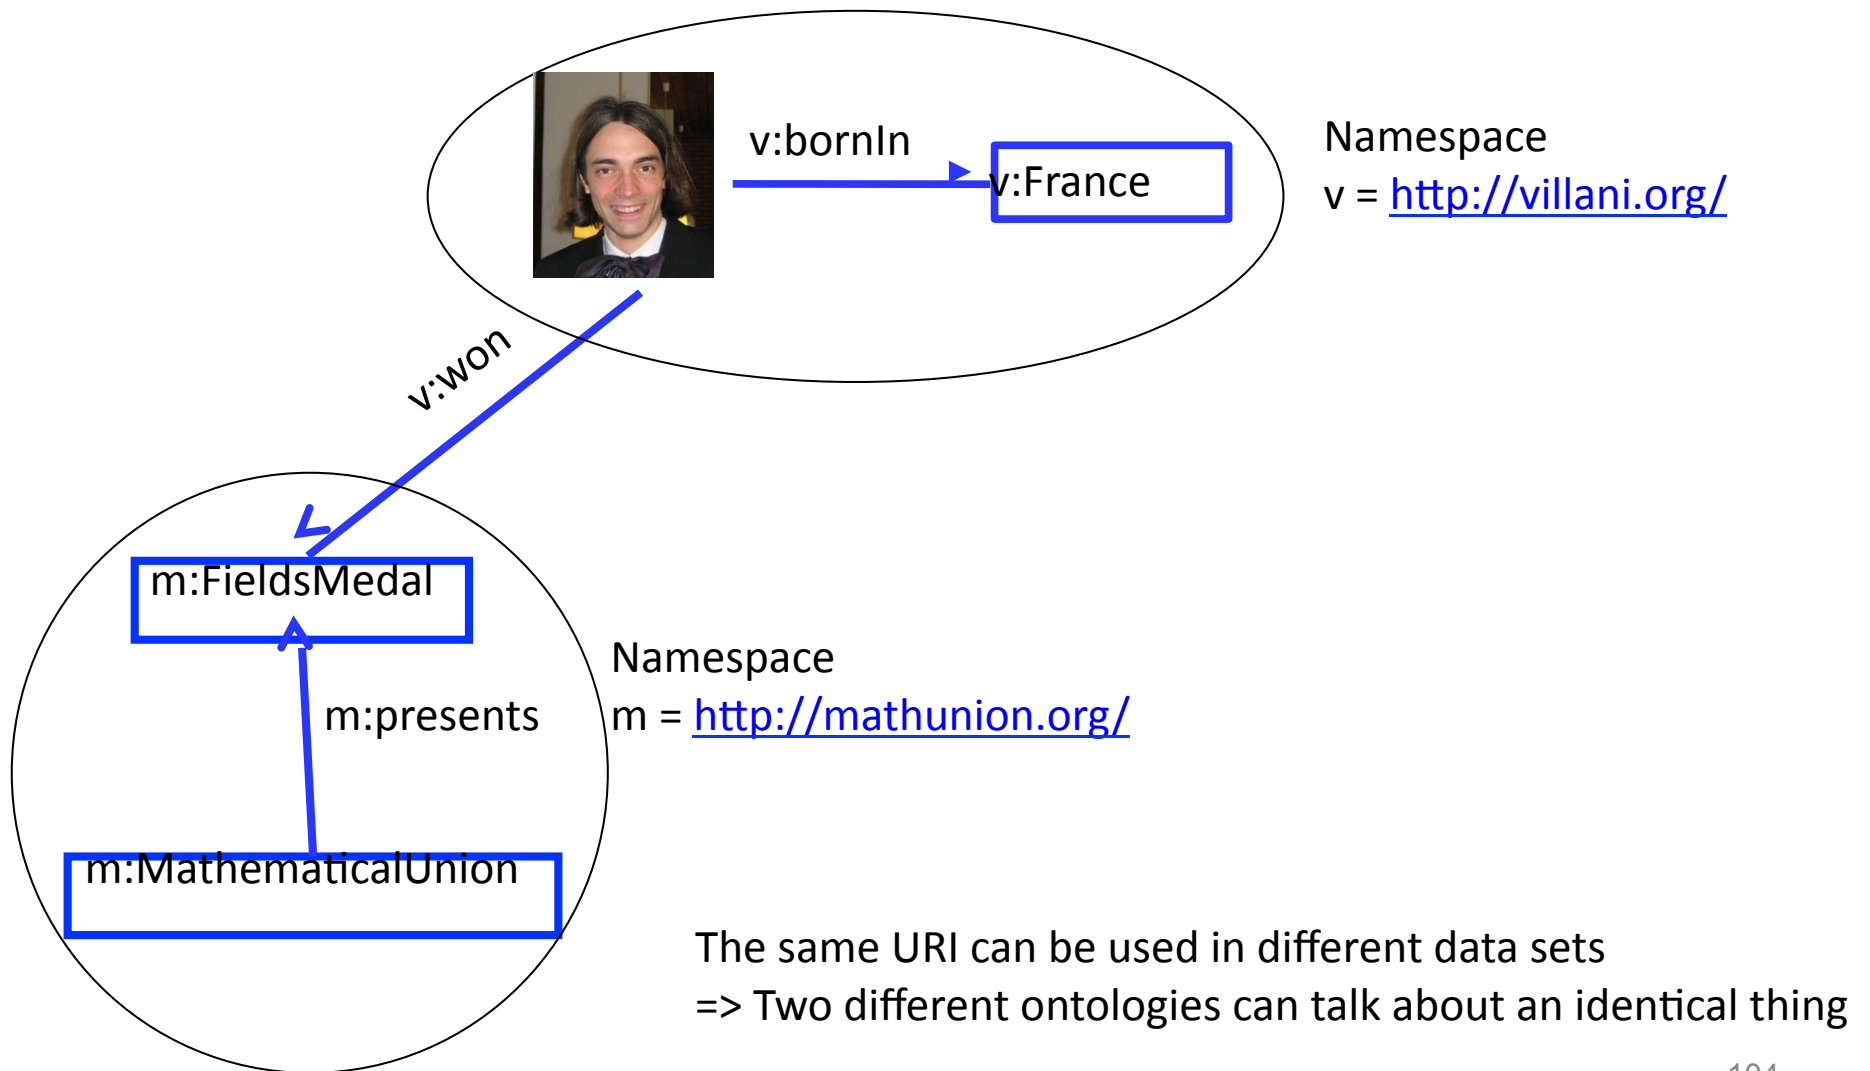 v:bornIn
v:France
Namespace
v = http://villani.org/
v:won
m:FieldsMedal
Namespace
m = http://mathunion.org/
m:presents
m:MathematicalUnion
The same URI can be used in different data sets
=> Two different ontologies can talk about an identical thing
104